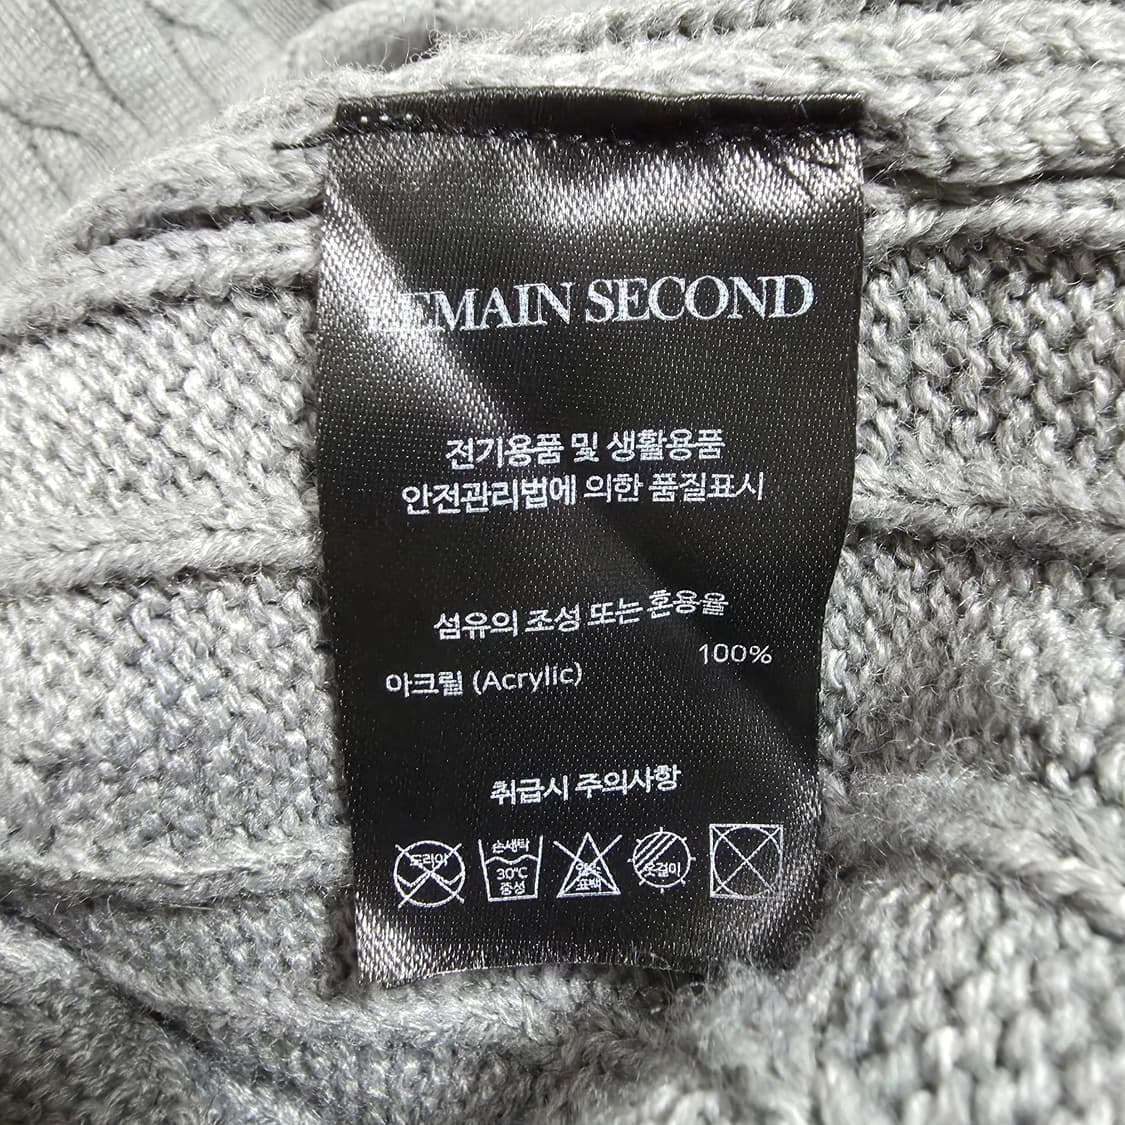 LEMAIN SECOND
전기용품 및 생활용품
안전관리법에 의한 품질표시
섬유의 조성 또는 혼용율
아크릴 (Acrylic) 100%
취급시 주의사항
드라이
손세탁
30℃
중성
염소
표백
옷걸이